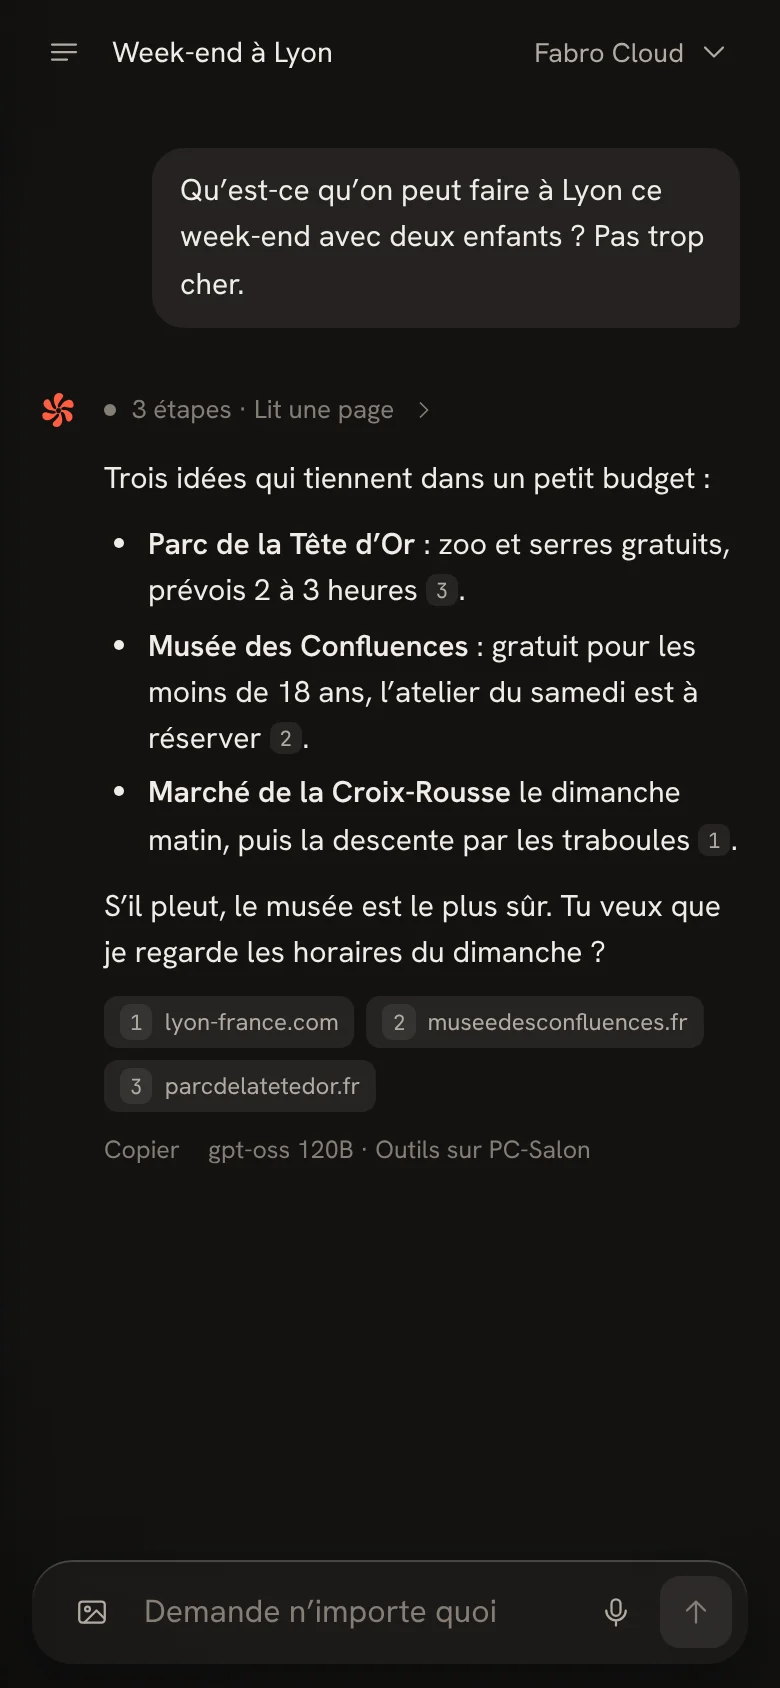 Week-end à Lyon
Fabro Cloud
Qu’est-ce qu’on peut faire à Lyon ce
week-end avec deux enfants ? Pas trop
cher.
3 étapes · Lit une page
Trois idées qui tiennent dans un petit budget :
• Parc de la Tête d’Or : zoo et serres gratuits,
prévois 2 à 3 heures 3.
• Musée des Confluences : gratuit pour les
moins de 18 ans, l’atelier du samedi est à
réserver 2.
• Marché de la Croix-Rousse le dimanche
matin, puis la descente par les traboules 1.
S’il pleut, le musée est le plus sûr. Tu veux que
je regarde les horaires du dimanche ?
1 lyon-france.com
2 museedesconfluences.fr
3 parcdelatetedor.fr
Copier
gpt-oss 120B · Outils sur PC-Salon
Demande n’importe quoi